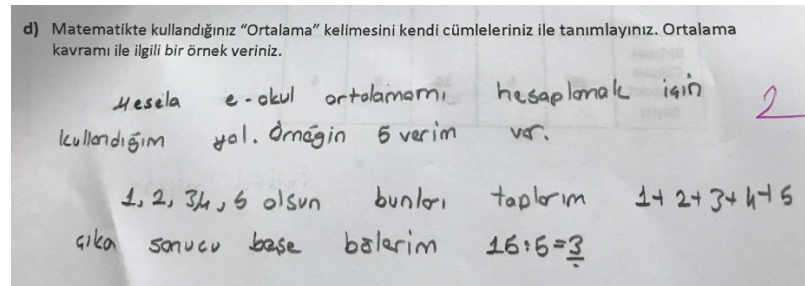 d) Matematikte kullandığınız “Ortalama” kelimesini kendi cümleleriniz ile tanımlayınız. Ortalama
kavramı ile ilgili bir örnek veriniz.
Mesela e-okul ortalamamı hesaplamak için 2
kullandığım yol. Örneğin 5 verim var.
1, 2, 3, 4, 5 olsun bunları toplarım 1+2+3+4+5
çıka sonucu beşe bölerim 15:5=3